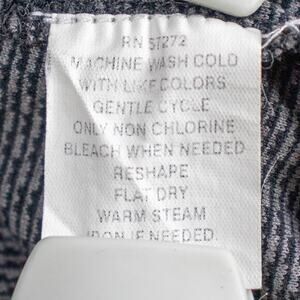 RN 57272
MACHINE WASH COLD
WITH LIKE COLORS
GENTLE CYCLE
ONLY NON CHLORINE
BLEACH WHEN NEEDED
RESHAPE
FLAT DRY
WARM STEAM
IRON IF NEEDED